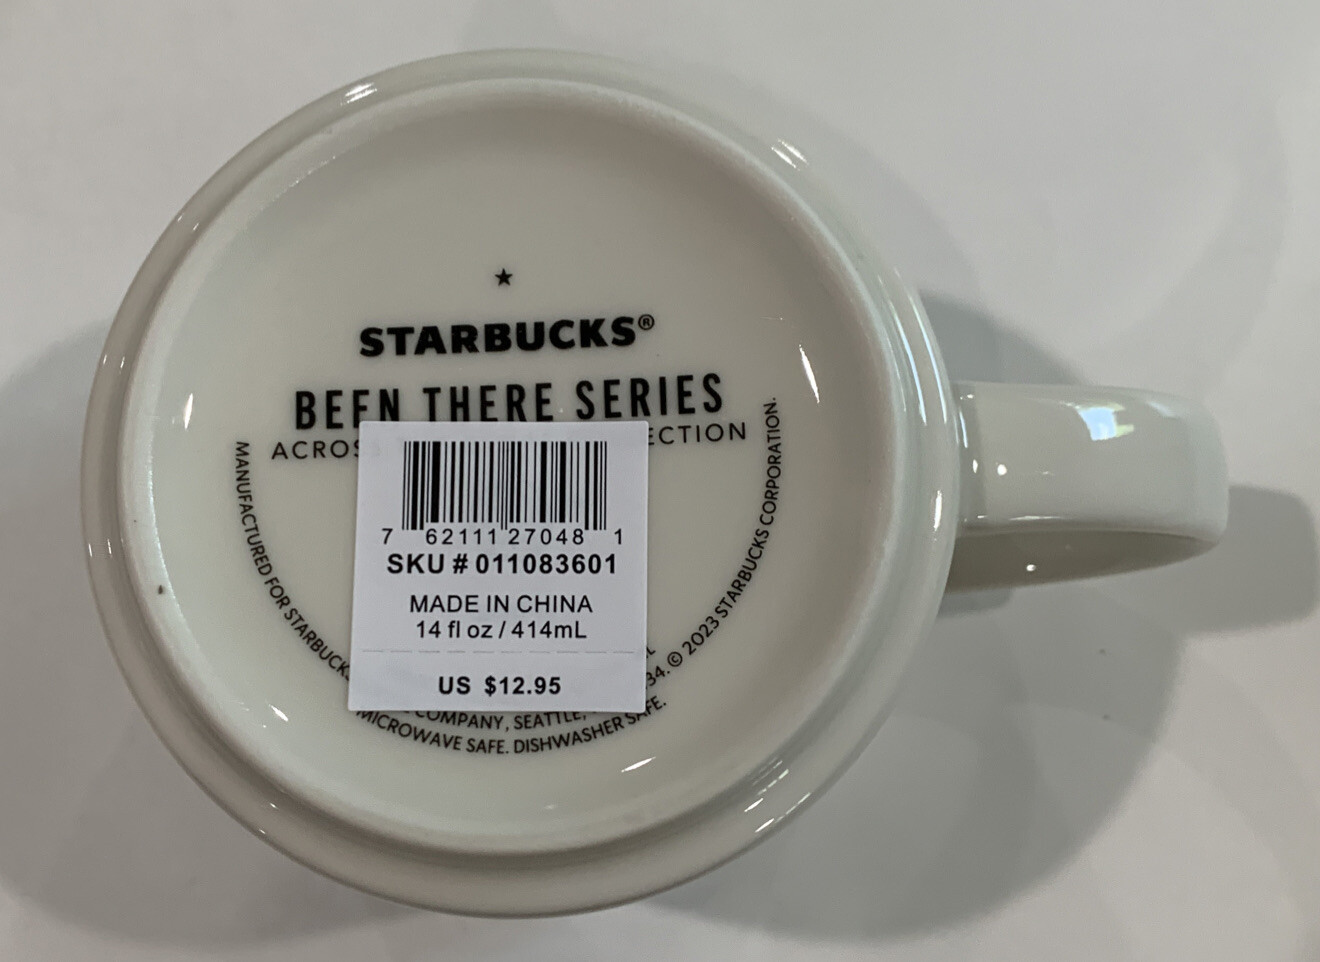 ★
STARBUCKS®
BEEN THERE SERIES
ACROS ECTION
7 62111 27048 1
SKU # 011083601
MADE IN CHINA
14 fl oz / 414mL
US $12.95
MANUFACTURED FOR STARBUCK COMPANY, SEATTLE, 34. © 2023 STARBUCKS CORPORATION.
MICROWAVE SAFE. DISHWASHER SAFE.